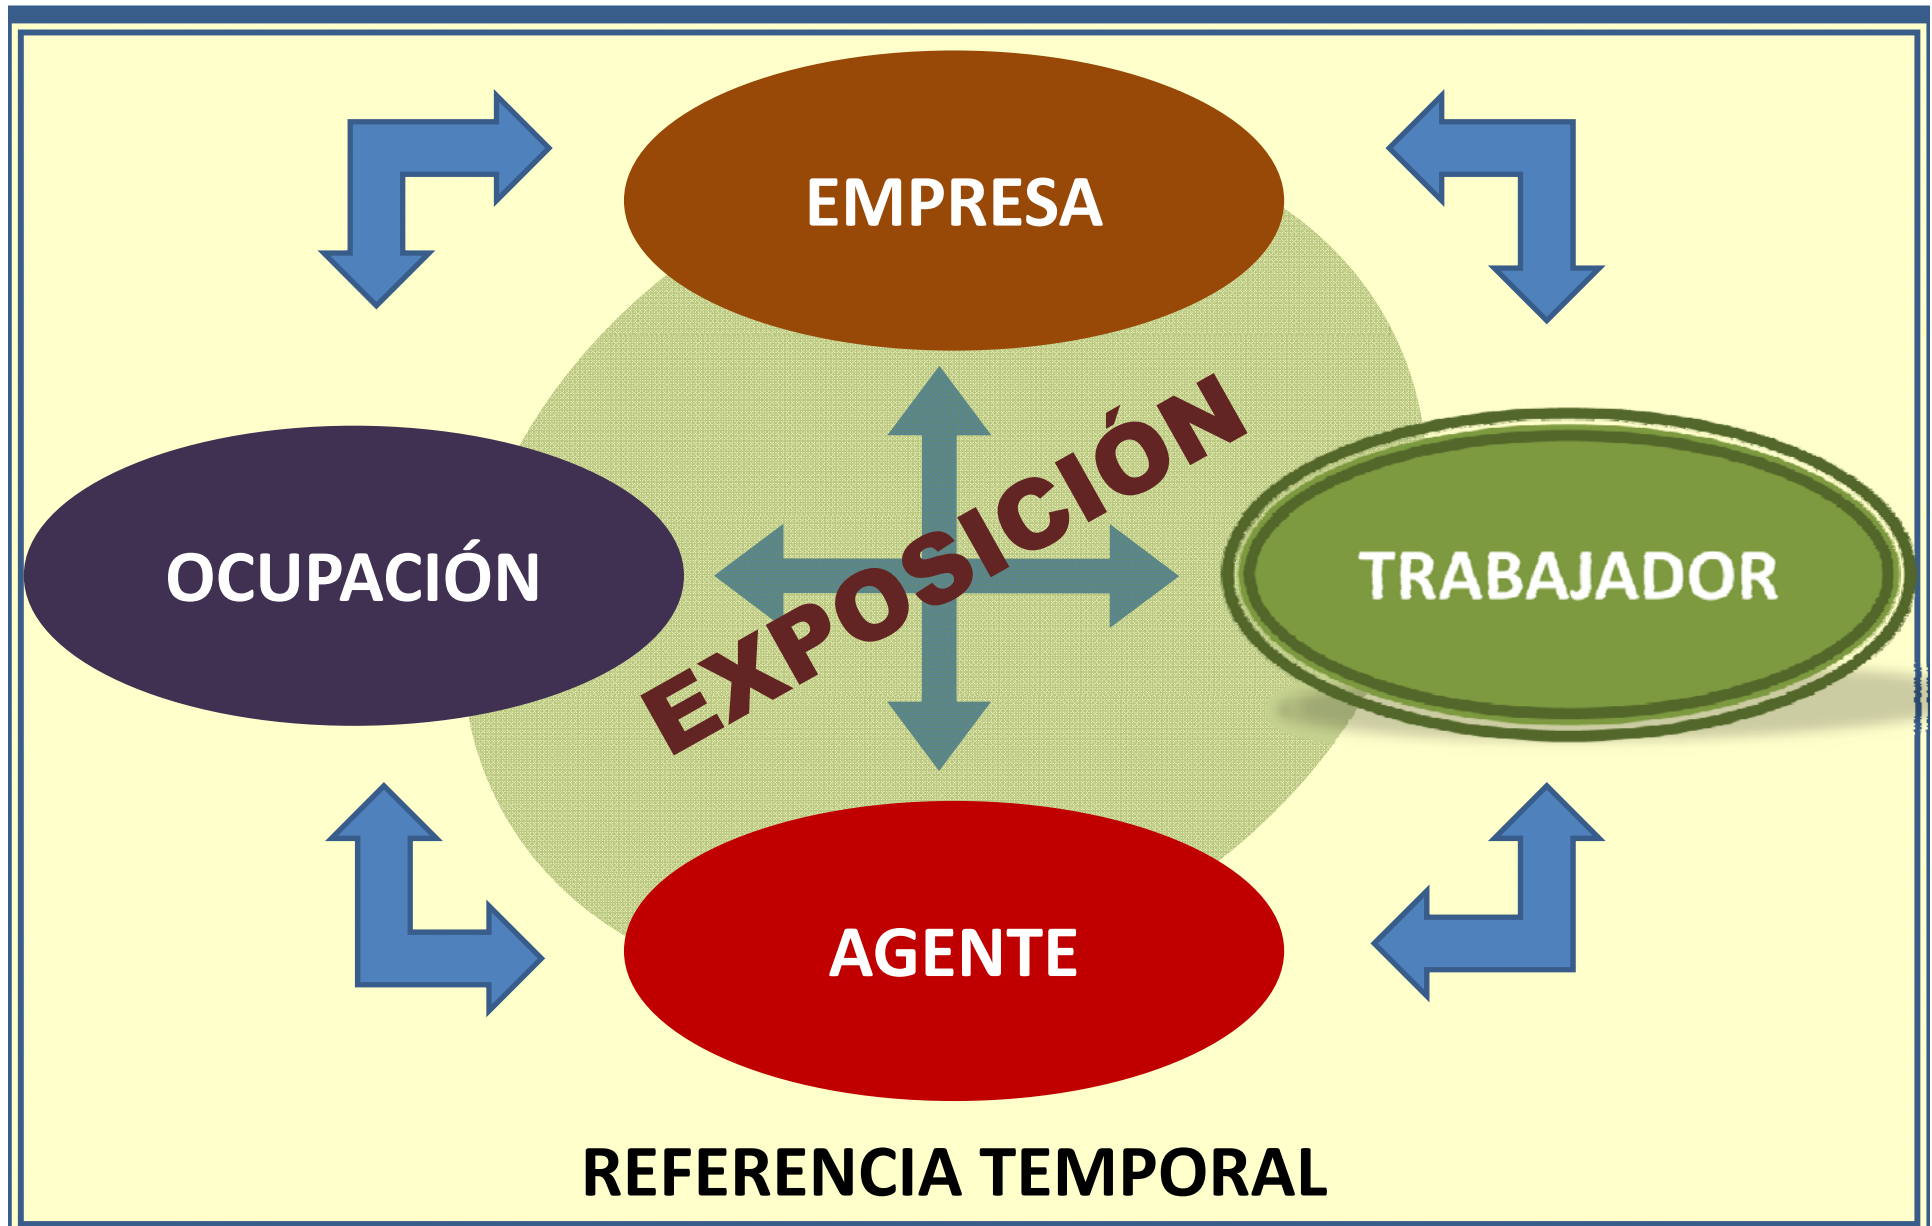 EMPRESA
EXPOSICIÓN
OCUPACIÓN
TRABAJADOR
AGENTE
REFERENCIA TEMPORAL